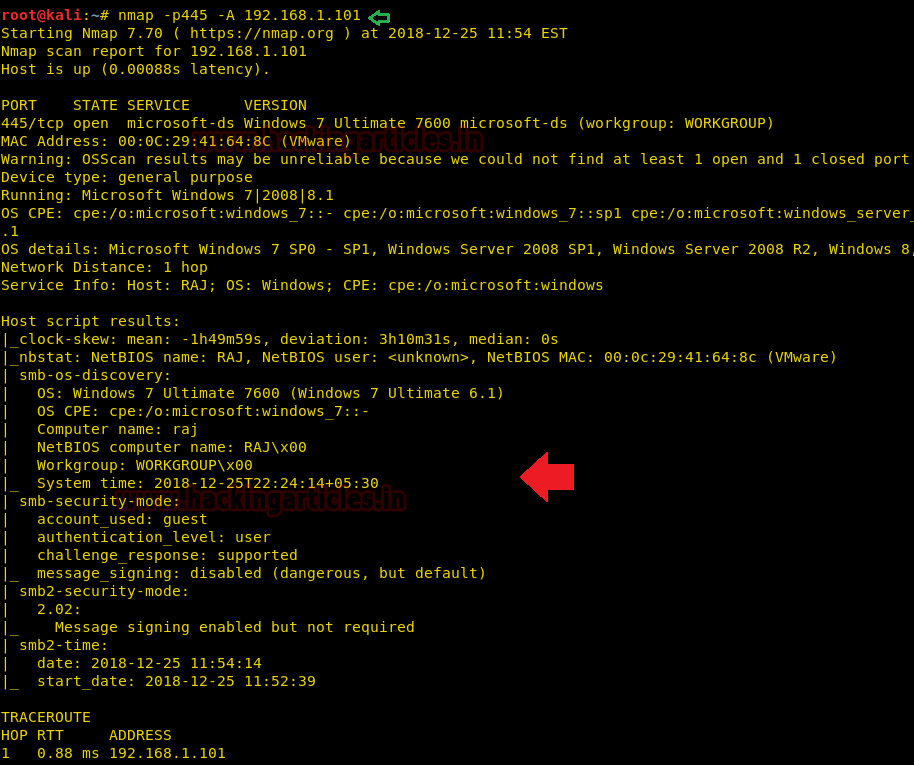 root@kali:~# nmap -p445 -A 192.168.1.101
Starting Nmap 7.70 ( https://nmap.org ) at 2018-12-25 11:54 EST
Nmap scan report for 192.168.1.101
Host is up (0.00088s latency).

PORT    STATE SERVICE      VERSION
445/tcp open  microsoft-ds Windows 7 Ultimate 7600 microsoft-ds (workgroup: WORKGROUP)
www.hackingarticles.in
MAC Address: 00:0C:29:41:64:8C (VMware)
Warning: OSScan results may be unreliable because we could not find at least 1 open and 1 closed port
Device type: general purpose
Running: Microsoft Windows 7|2008|8.1
OS CPE: cpe:/o:microsoft:windows_7::- cpe:/o:microsoft:windows_7::sp1 cpe:/o:microsoft:windows_server_
.1
OS details: Microsoft Windows 7 SP0 - SP1, Windows Server 2008 SP1, Windows Server 2008 R2, Windows 8,
Network Distance: 1 hop
Service Info: Host: RAJ; OS: Windows; CPE: cpe:/o:microsoft:windows

Host script results:
|_clock-skew: mean: -1h49m59s, deviation: 3h10m31s, median: 0s
|_nbstat: NetBIOS name: RAJ, NetBIOS user: <unknown>, NetBIOS MAC: 00:0c:29:41:64:8c (VMware)
| smb-os-discovery:
|   OS: Windows 7 Ultimate 7600 (Windows 7 Ultimate 6.1)
|   OS CPE: cpe:/o:microsoft:windows_7::-
|   Computer name: raj
|   NetBIOS computer name: RAJ\x00
|   Workgroup: WORKGROUP\x00
|_  System time: 2018-12-25T22:24:14+05:30
www.hackingarticles.in
| smb-security-mode:
|   account_used: guest
|   authentication_level: user
|   challenge_response: supported
|_  message_signing: disabled (dangerous, but default)
| smb2-security-mode:
|   2.02:
|_    Message signing enabled but not required
| smb2-time:
|   date: 2018-12-25 11:54:14
|_  start_date: 2018-12-25 11:52:39

TRACEROUTE
HOP RTT     ADDRESS
1   0.88 ms 192.168.1.101